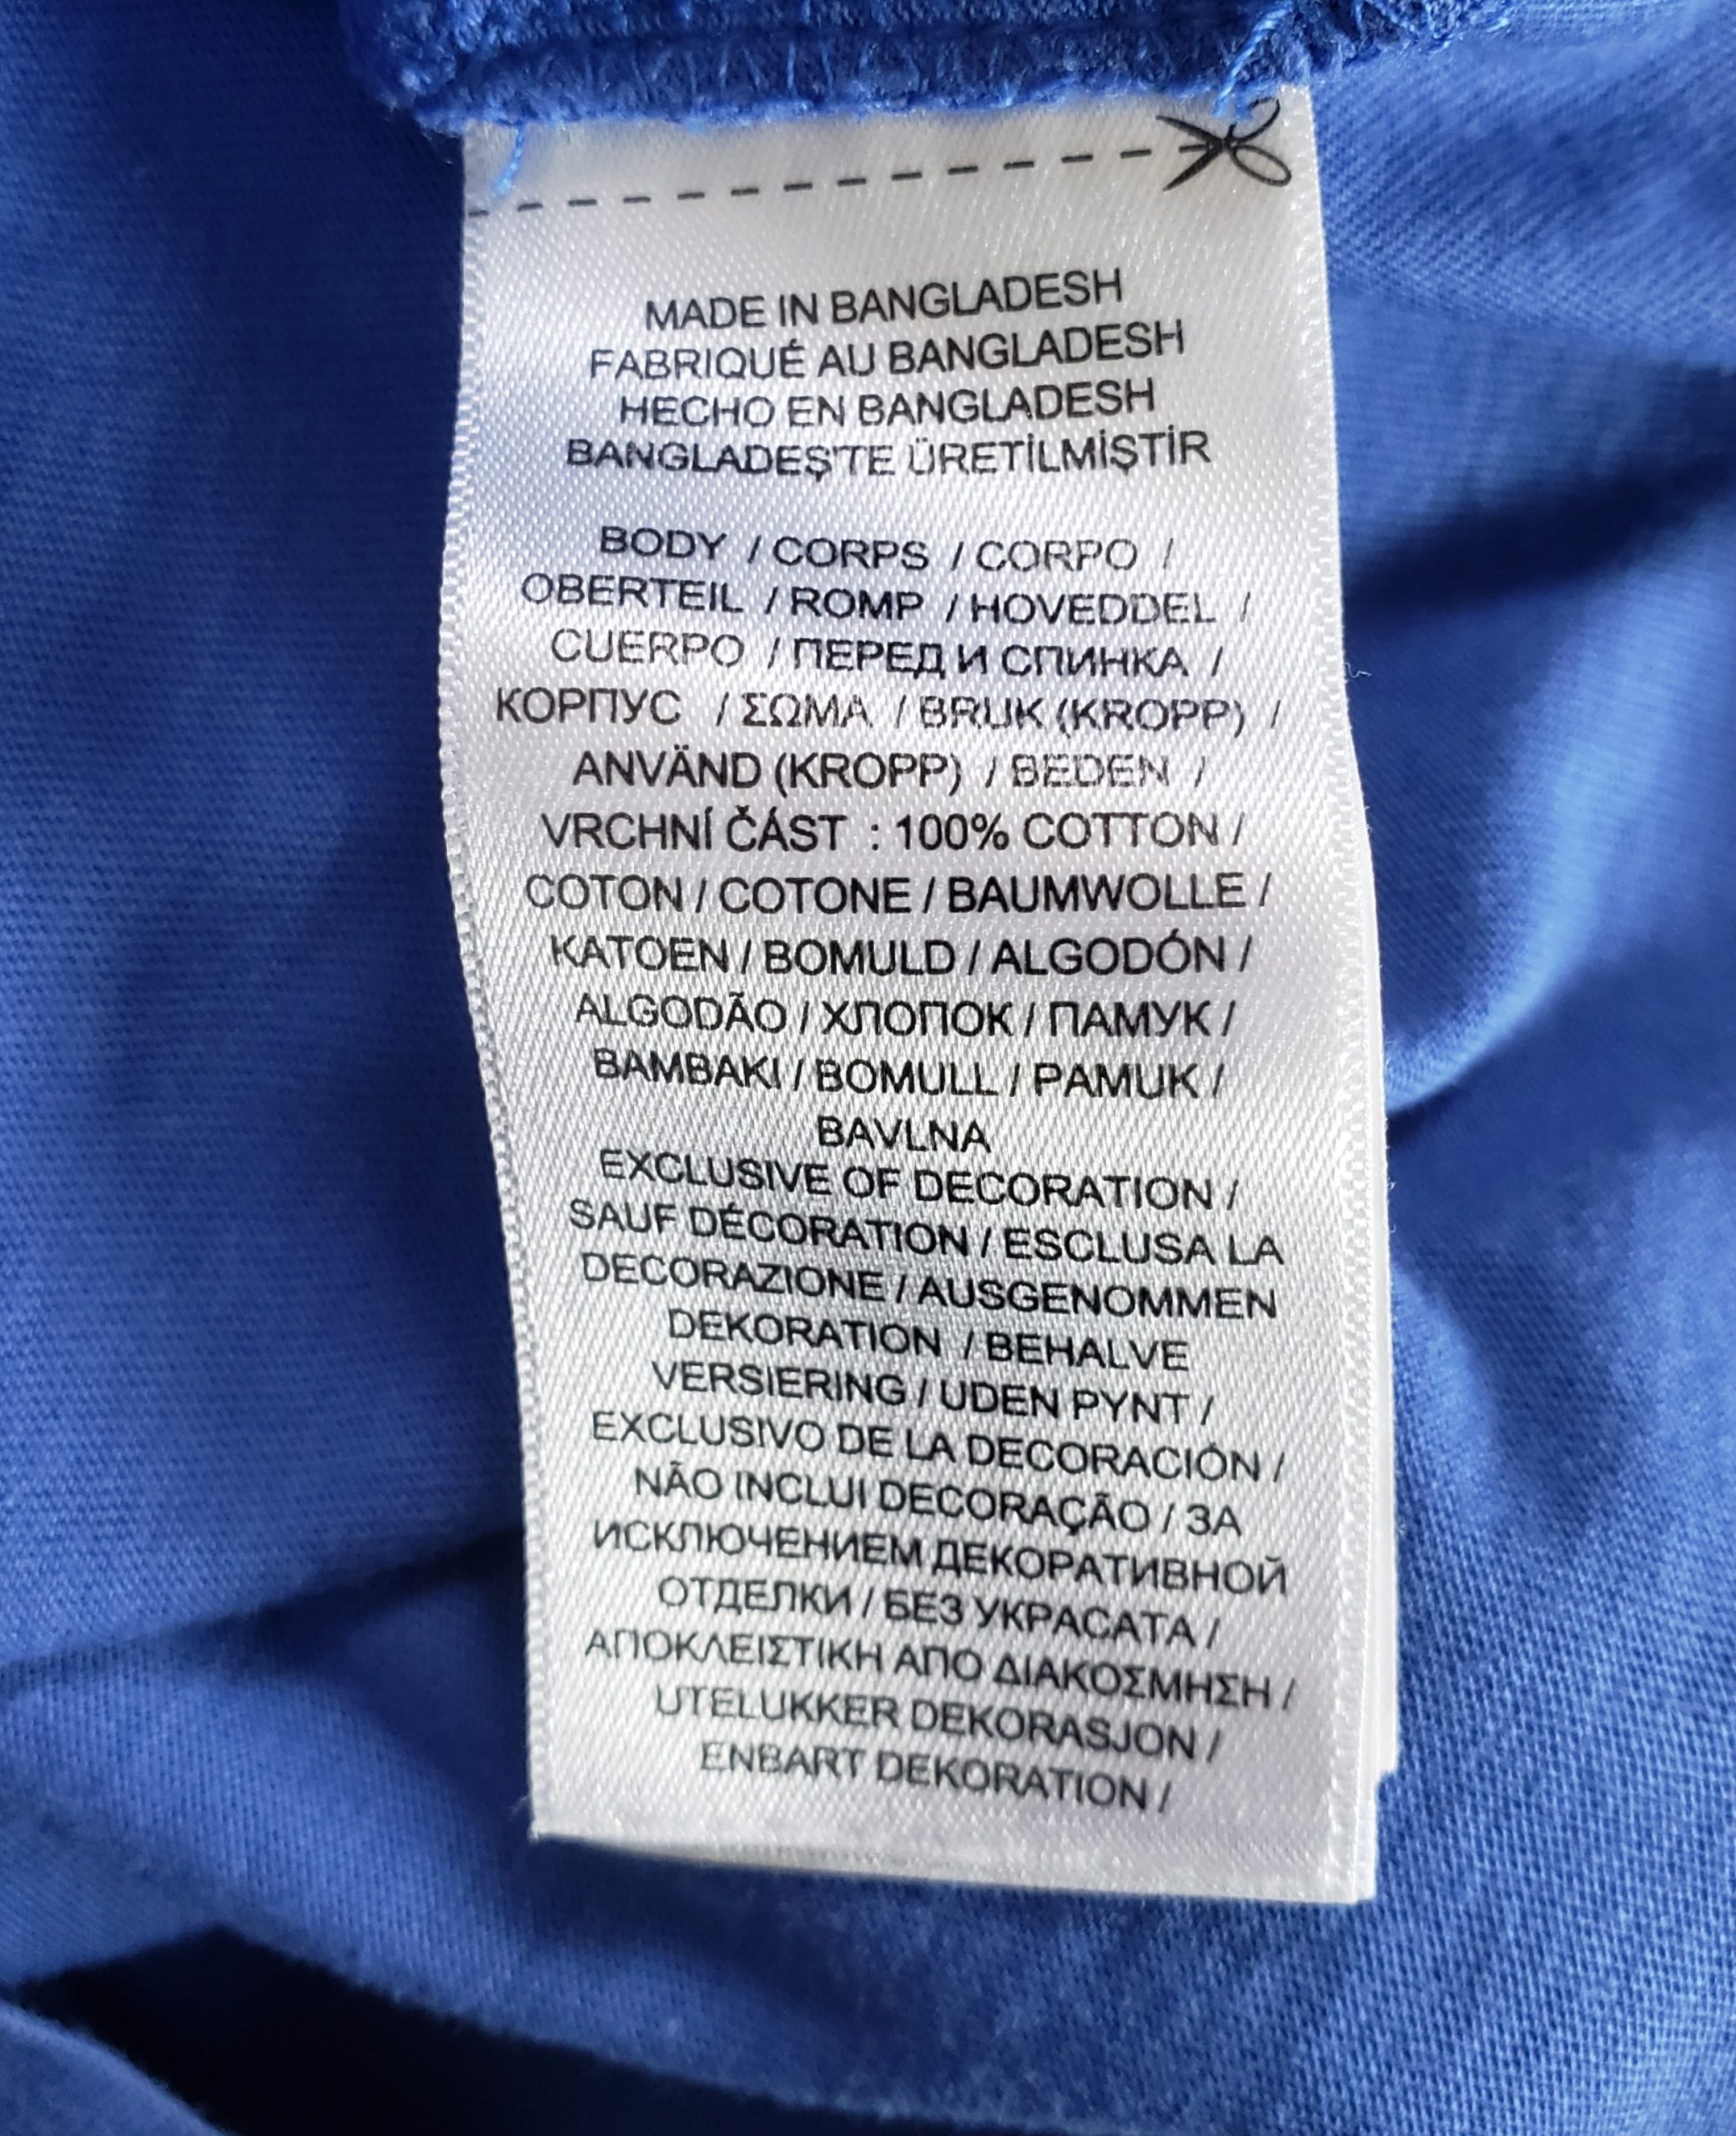 MADE IN BANGLADESH
FABRIQUÉ AU BANGLADESH
HECHO EN BANGLADESH
BANGLADEŞ'TE ÜRETİLMİŞTİR
BODY / CORPS / CORPO /
OBERTEIL / ROMP / HOVEDDEL /
CUERPO / ПЕРЕД И СПИНКА /
КОРПУС / ΣΩΜΑ / BRUK (KROPP) /
ANVÄND (KROPP) / BEDEN /
VRCHNÍ ČÁST : 100% COTTON /
COTON / COTONE / BAUMWOLLE /
KATOEN / BOMULD / ALGODÓN /
ALGODÃO / ХЛОПОК / ПАМУК /
BAMBAKI / BOMULL / PAMUK /
BAVLNA
EXCLUSIVE OF DECORATION /
SAUF DÉCORATION / ESCLUSA LA
DECORAZIONE / AUSGENOMMEN
DEKORATION / BEHALVE
VERSIERING / UDEN PYNT /
EXCLUSIVO DE LA DECORACIÓN /
NÃO INCLUI DECORAÇÃO / ЗА
ИСКЛЮЧЕНИЕМ ДЕКОРАТИВНОЙ
ОТДЕЛКИ / БЕЗ УКРАСАТА /
ΑΠΟΚΛΕΙΣΤΙΚΗ ΑΠΟ ΔΙΑΚΟΣΜΗΣΗ /
UTELUKKER DEKORASJON /
ENBART DEKORATION /